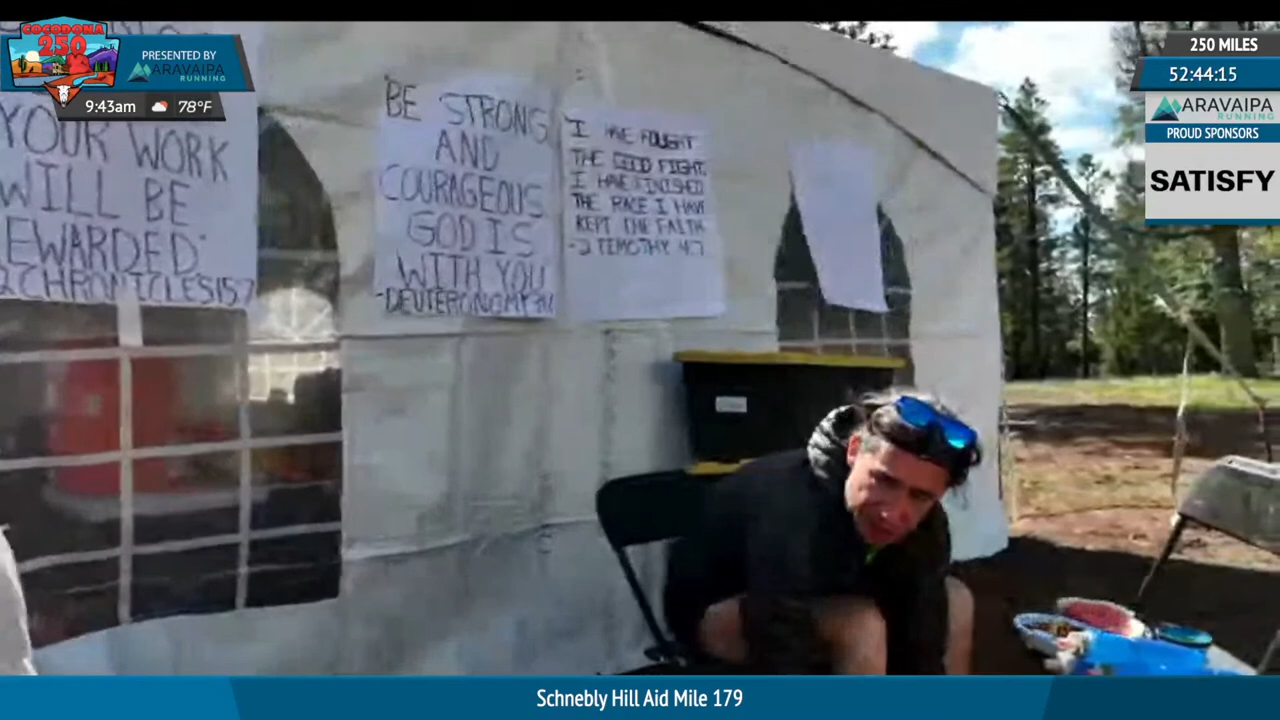 COCODONA
250
PRESENTED BY
ARAVAIPA
RUNNING
9:43am 78°F
250 MILES
52:44:15
ARAVAIPA
RUNNING
PROUD SPONSORS
SATISFY
YOUR WORK
WILL BE
EWARDED"
2 CHRONICLES 15:7
BE STRONG
AND
COURAGEOUS
GOD IS
WITH YOU
-DEUTERONOMY
I HAVE FOUGHT
THE GOOD FIGHT,
I HAVE FINISHED
THE RACE I HAVE
KEPT THE FAITH
-2 TEMOTHY 4:7
Schnebly Hill Aid Mile 179